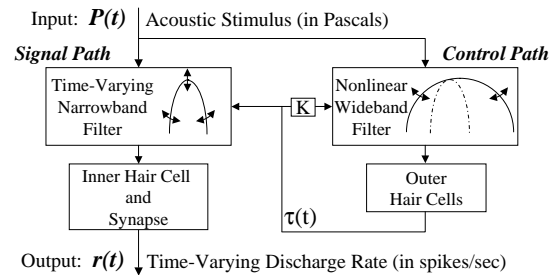 Input: P(t) Acoustic Stimulus (in Pascals)
Signal Path
Control Path
Time-Varying
Narrowband
Filter
K
Nonlinear
Wideband
Filter
Inner Hair Cell
and
Synapse
τ(t)
Outer
Hair Cells
Output: r(t) Time-Varying Discharge Rate (in spikes/sec)